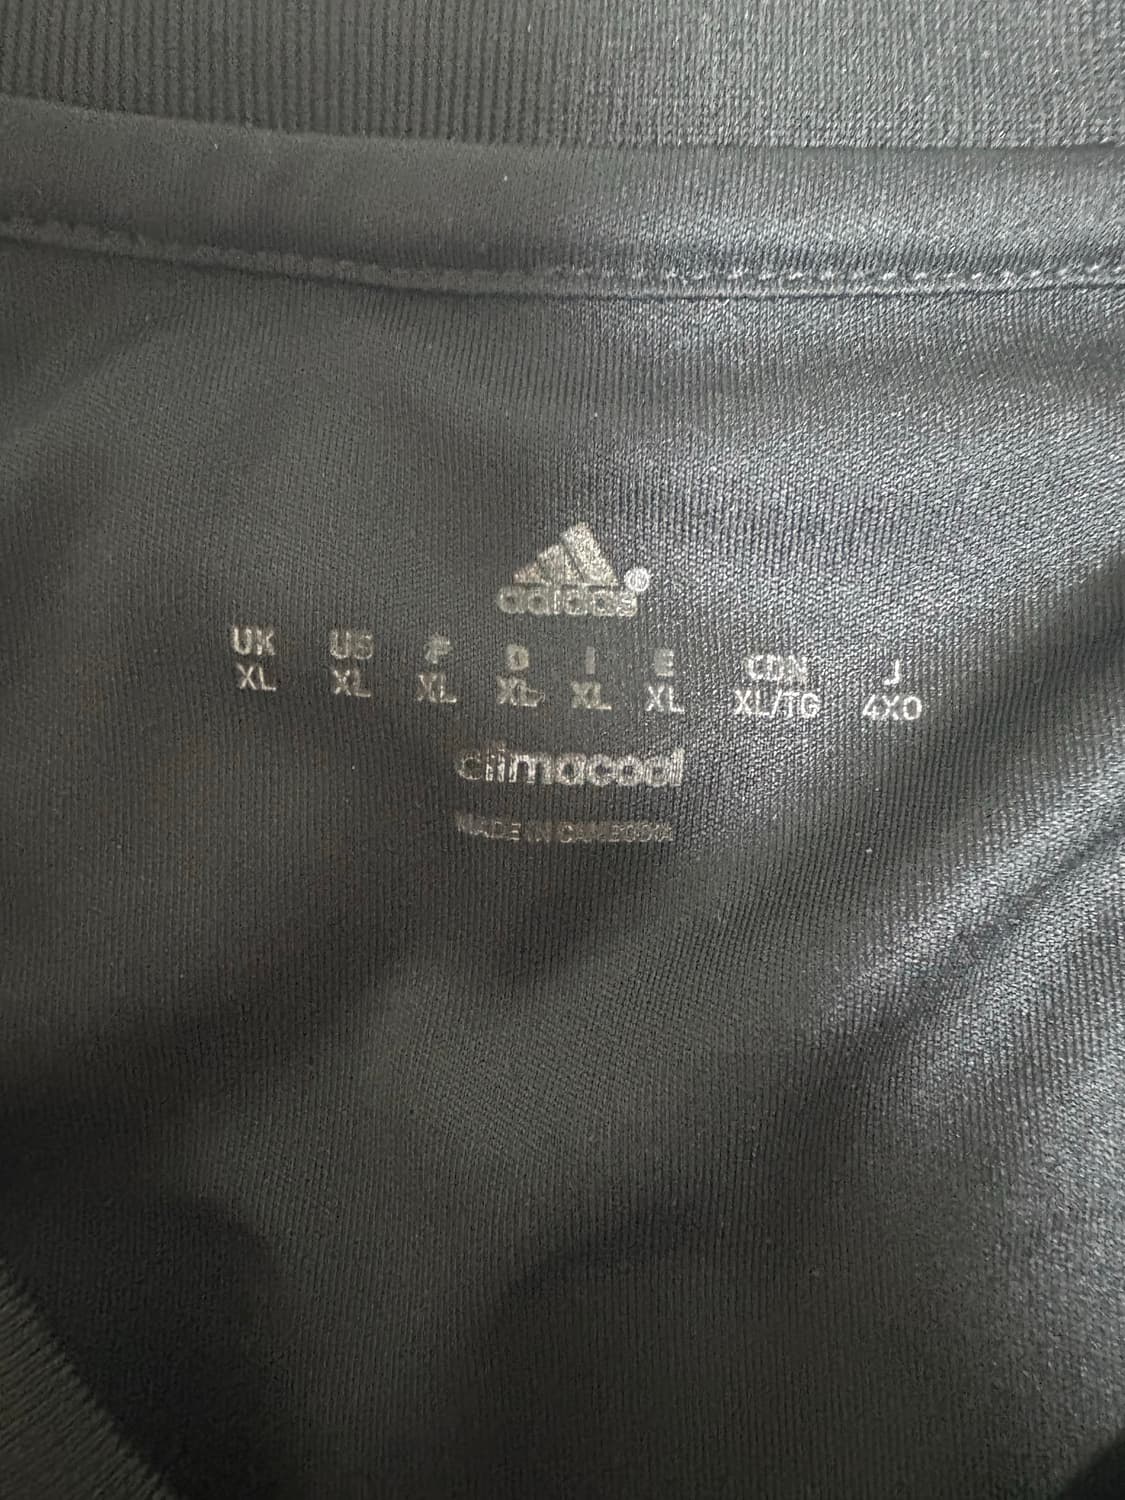 adidas®
UK US F D I E CDN J
XL XL XL XL XL XL XL/TG 4XO
climacool
MADE IN CAMBODIA